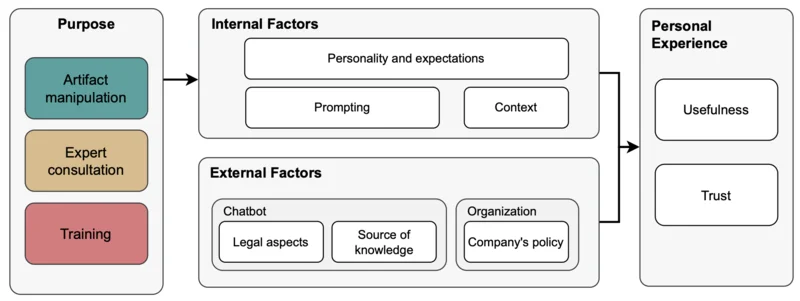 Purpose
Artifact
manipulation
Expert
consultation
Training
Internal Factors
Personality and expectations
Prompting
Context
External Factors
Chatbot
Legal aspects
Source of
knowledge
Organization
Company's policy
Personal
Experience
Usefulness
Trust